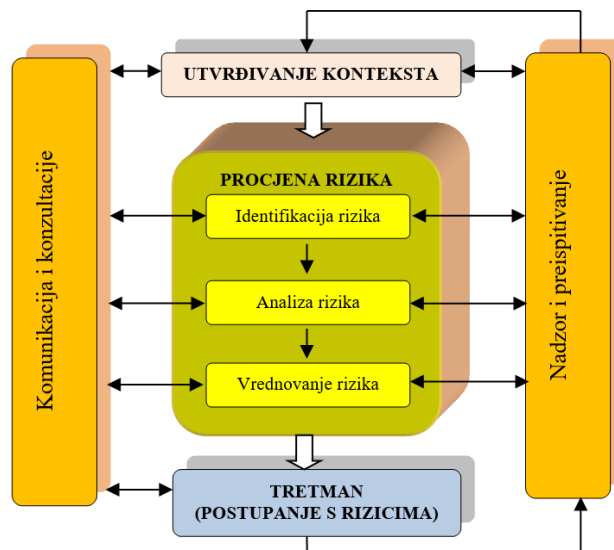 UTVRĐIVANJE KONTEKSTA
Komunikacija i konzultacije
PROCJENA RIZIKA
Identifikacija rizika
Analiza rizika
Vrednovanje rizika
Nadzor i preispitivanje
TRETMAN
(POSTUPANJE S RIZICIMA)